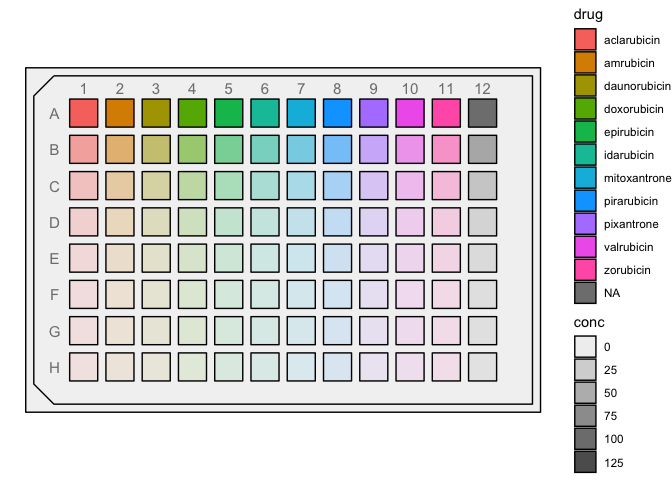 1 2 3 4 5 6 7 8 9 10 11 12
A
B
C
D
E
F
G
H
drug
aclarubicin
amrubicin
daunorubicin
doxorubicin
epirubicin
idarubicin
mitoxantrone
pirarubicin
pixantrone
valrubicin
zorubicin
NA
conc
0
25
50
75
100
125